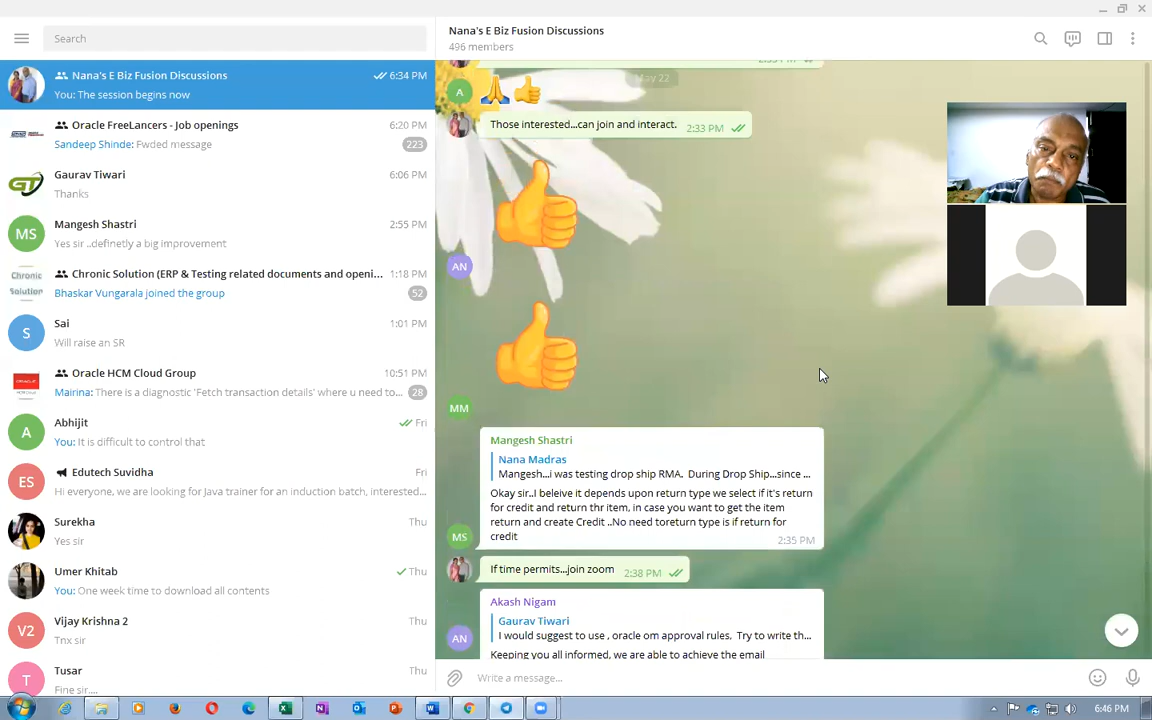 Search
Nana's E Biz Fusion Discussions
496 members
Nana's E Biz Fusion Discussions 6:34 PM
You: The session begins now
Oracle FreeLancers - Job openings 6:20 PM
Sandeep Shinde: Fwded message 223
Gaurav Tiwari 6:06 PM
Thanks
MS
Mangesh Shastri 2:55 PM
Yes sir ..definetly a big improvement
Chronic Solution
Chronic Solution (ERP & Testing related documents and openi... 1:18 PM
Bhaskar Vungarala joined the group 52
S
Sai 1:01 PM
Will raise an SR
Oracle HCM Cloud Group 10:51 PM
Mairina: There is a diagnostic 'Fetch transaction details' where u need to... 28
A
Abhijit Fri
You: It is difficult to control that
ES
Edutech Suvidha Fri
Hi everyone, we are looking for Java trainer for an induction batch, interested...
Surekha Thu
Yes sir
Umer Khitab Thu
You: One week time to download all contents
V2
Vijay Krishna 2 Thu
Tnx sir
T
Tusar Thu
Fine sir....
May 22
A
Those interested...can join and interact. 2:33 PM
AN
MM
Mangesh Shastri
Nana Madras
Mangesh...i was testing drop ship RMA. During Drop Ship...since ...
Okay sir..I beleive it depends upon return type we select if it's return
for credit and return thr item, in case you want to get the item
return and create Credit ..No need toreturn type is if return for
credit
MS
2:35 PM
If time permits...join zoom 2:38 PM
Akash Nigam
Gaurav Tiwari
AN
I would suggest to use , oracle om approval rules, Try to write th...
Keeping you all informed, we are able to achieve the email
Write a message...
6:46 PM